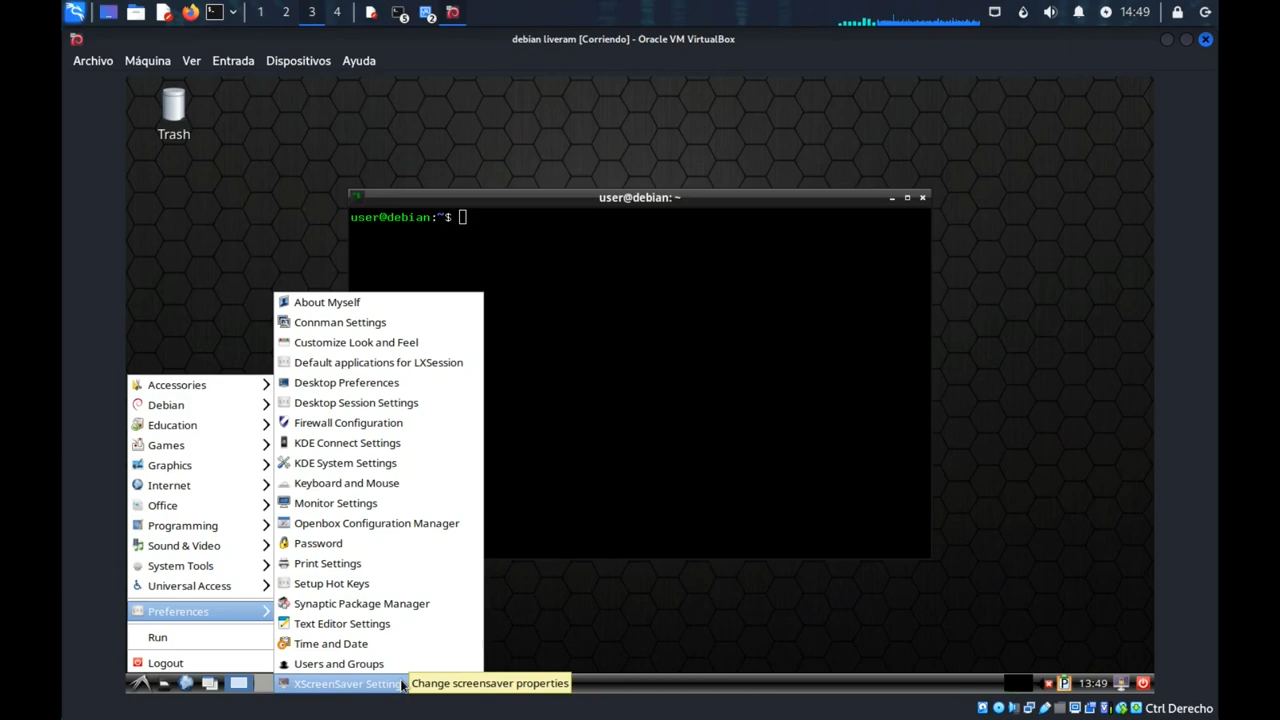 1 2 3 4
5
2
14:49
debian liveram [Corriendo] - Oracle VM VirtualBox
Archivo Máquina Ver Entrada Dispositivos Ayuda
Trash
user@debian: ~
user@debian:~$
About Myself
Connman Settings
Customize Look and Feel
Default applications for LXSession
Desktop Preferences
Desktop Session Settings
Firewall Configuration
KDE Connect Settings
KDE System Settings
Keyboard and Mouse
Monitor Settings
Openbox Configuration Manager
Password
Print Settings
Setup Hot Keys
Synaptic Package Manager
Text Editor Settings
Time and Date
Users and Groups
XScreenSaver Setting
Accessories
Debian
Education
Games
Graphics
Internet
Office
Programming
Sound & Video
System Tools
Universal Access
Preferences
Run
Logout
Change screensaver properties
P
13:49
Ctrl Derecho